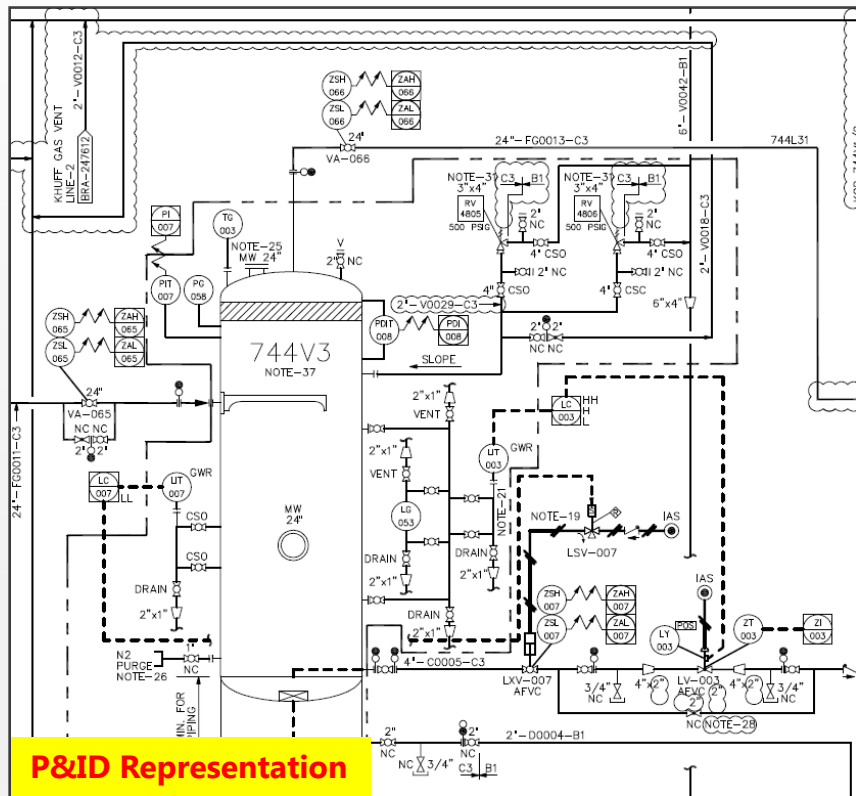 KHUFF GAS VENT
LINE-2
BRA-247612
2"- V0012-C3
ZSH
066
ZAH
066
ZSL
066
ZAL
066
24"
VA-066
24"-FG0013-C3
744L31
6"- V0042-B1
NOTE-3
3"x4"
C3
B1
NOTE-3
3"x4"
C3
B1
RV
4805
500 PSIG
RV
4806
500 PSIG
2"
NC
2"
NC
4" CSO
4" CSO
2" NC
2" NC
4"
CSO
4"
CSC
2"- V0018-C3
6"x4"
PI
007
TG
003
NOTE-25
MW 24"
V
2" NC
PIT
007
PG
058
2"- V0029-C3
PDIT
008
PDI
008
2" 2"
NC NC
SLOPE
ZSH
065
ZAH
065
ZSL
065
ZAL
065
744V3
NOTE-37
24"
VA-065
NC NC
2" 2"
24"-FG0011-C3
2"x1"
VENT
2"x1"
VENT
LC
003
HH
H
L
LIT
003
GWR
NOTE-21
LC
007
LL
LIT
007
GWR
CSO
CSO
DRAIN
2"x1"
MW
24"
LG
053
DRAIN
2"x1"
DRAIN
2"x1"
DRAIN
2"x1"
NOTE-19
IAS
LSV-007
R
IAS
ZSH
007
ZAH
007
ZSL
007
ZAL
007
POS
LY
003
ZT
003
ZI
003
N2
PURGE
NOTE-26
1"
NC
4"-C0005-C3
LXV-007
AFVC
3/4"
NC
4"x2"
LV-003
AFVC
2"
2"
4"x2"
3/4"
NC
NC
NOTE-28
MIN. FOR
PIPING
2"
NC
NC
3/4"
2"
NC
C3
B1
2"-D0004-B1
P&ID Representation